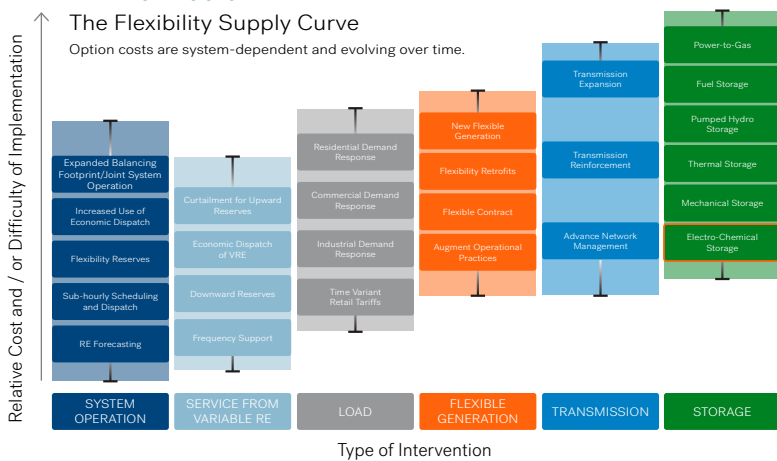 The Flexibility Supply Curve
Option costs are system-dependent and evolving over time.
Relative Cost and / or Difficulty of Implementation
Expanded Balancing
Footprint/Joint System
Operation
Increased Use of
Economic Dispatch
Flexibility Reserves
Sub-hourly Scheduling
and Dispatch
RE Forecasting
Curtailment for Upward
Reserves
Economic Dispatch
of VRE
Downward Reserves
Frequency Support
Residential Demand
Response
Commercial Demand
Response
Industrial Demand
Response
Time Variant
Retail Tariffs
New Flexible
Generation
Flexibility Retrofits
Flexible Contract
Augment Operational
Practices
Transmission
Expansion
Transmission
Reinforcement
Advance Network
Management
Power-to-Gas
Fuel Storage
Pumped Hydro
Storage
Thermal Storage
Mechanical Storage
Electro-Chemical
Storage
SYSTEM
OPERATION
SERVICE FROM
VARIABLE RE
LOAD
FLEXIBLE
GENERATION
TRANSMISSION
STORAGE
Type of Intervention